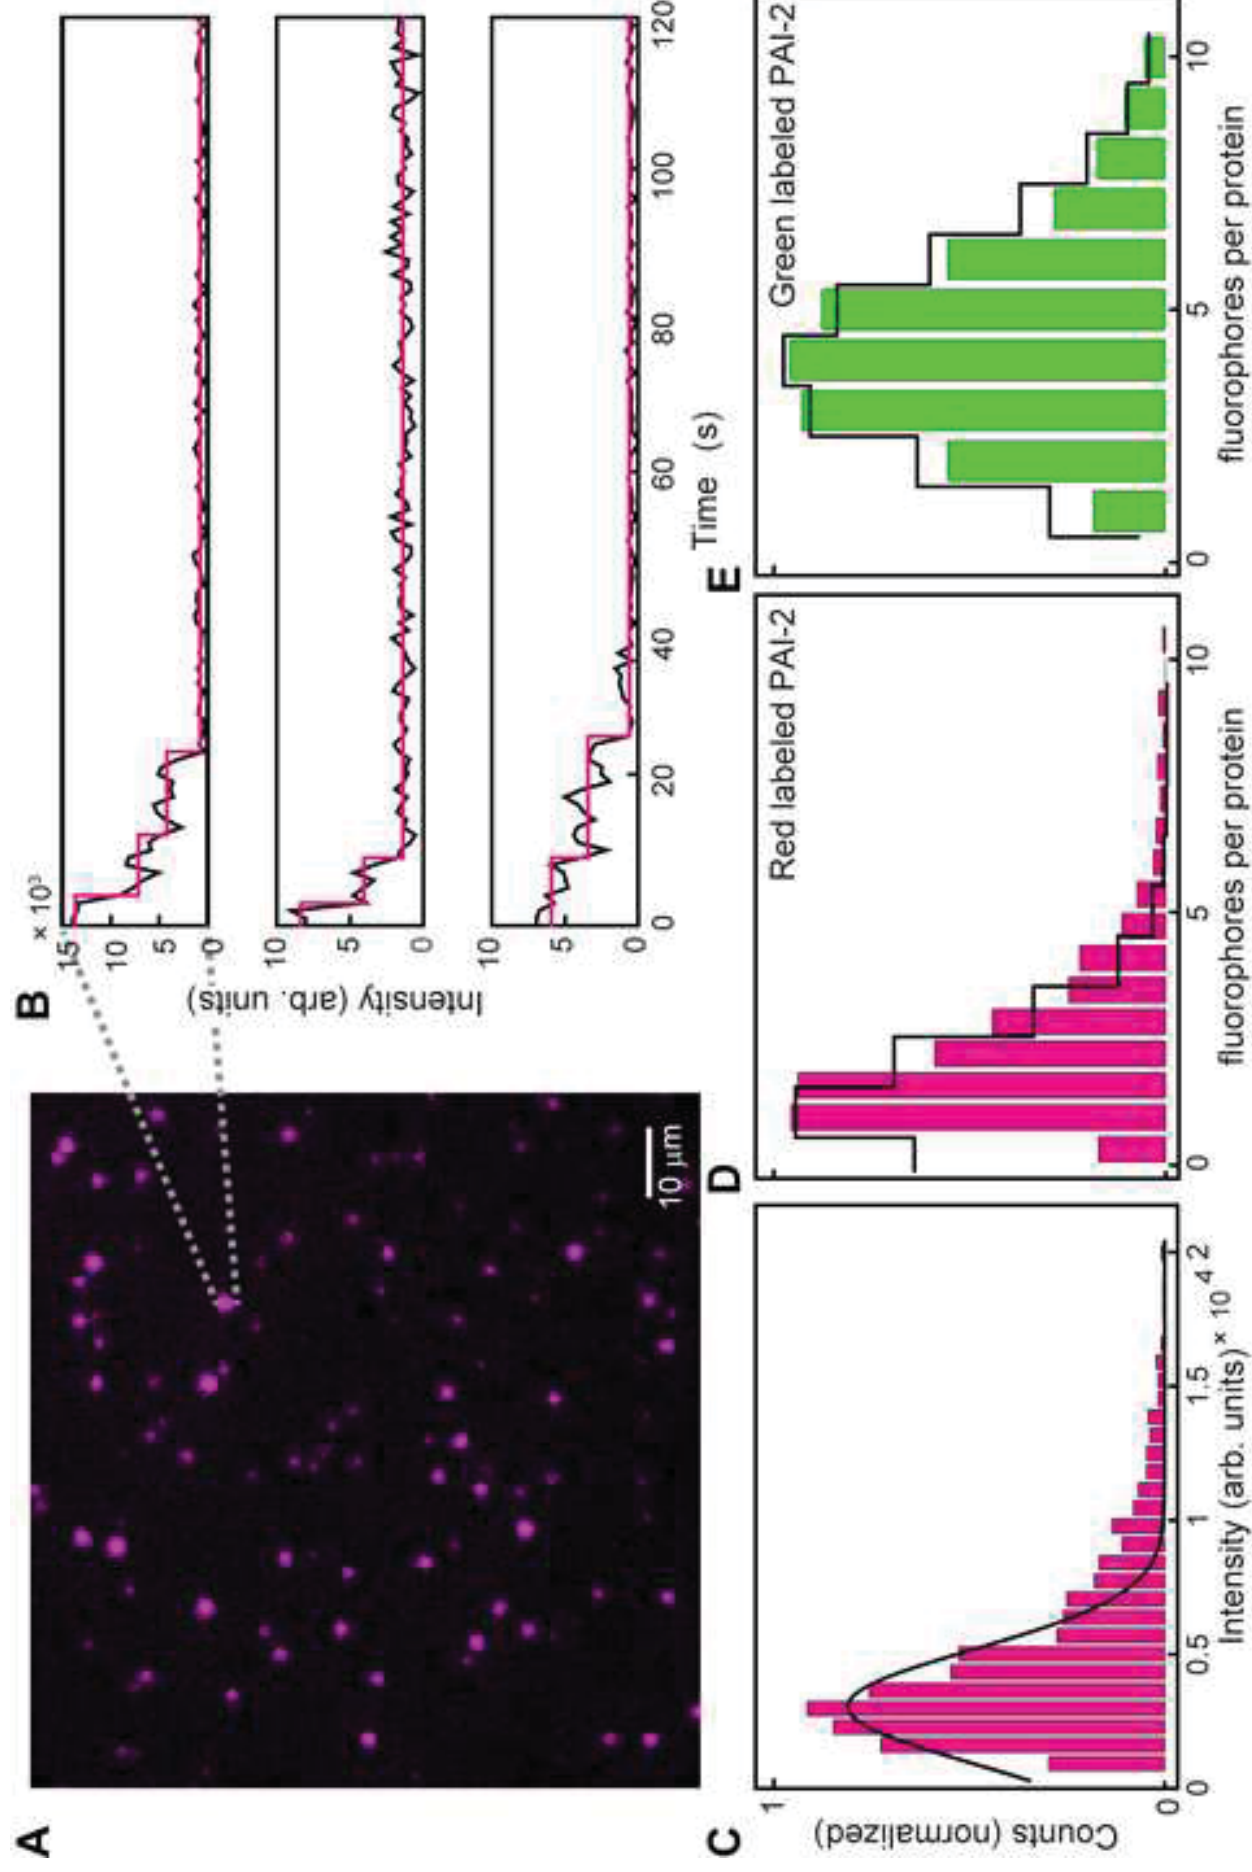 A
10 μm
B
× 10³
15
10
5
0
10
5
0
10
5
0
Intensity (arb. units)
0 20 40 60 80 100 120
Time (s)
C
1
0
Counts (normalized)
0 0.5 1 1.5 2
Intensity (arb. units) × 10 4
D
Red labeled PAI-2
0 5 10
fluorophores per protein
E
Green labeled PAI-2
0 5 10
fluorophores per protein